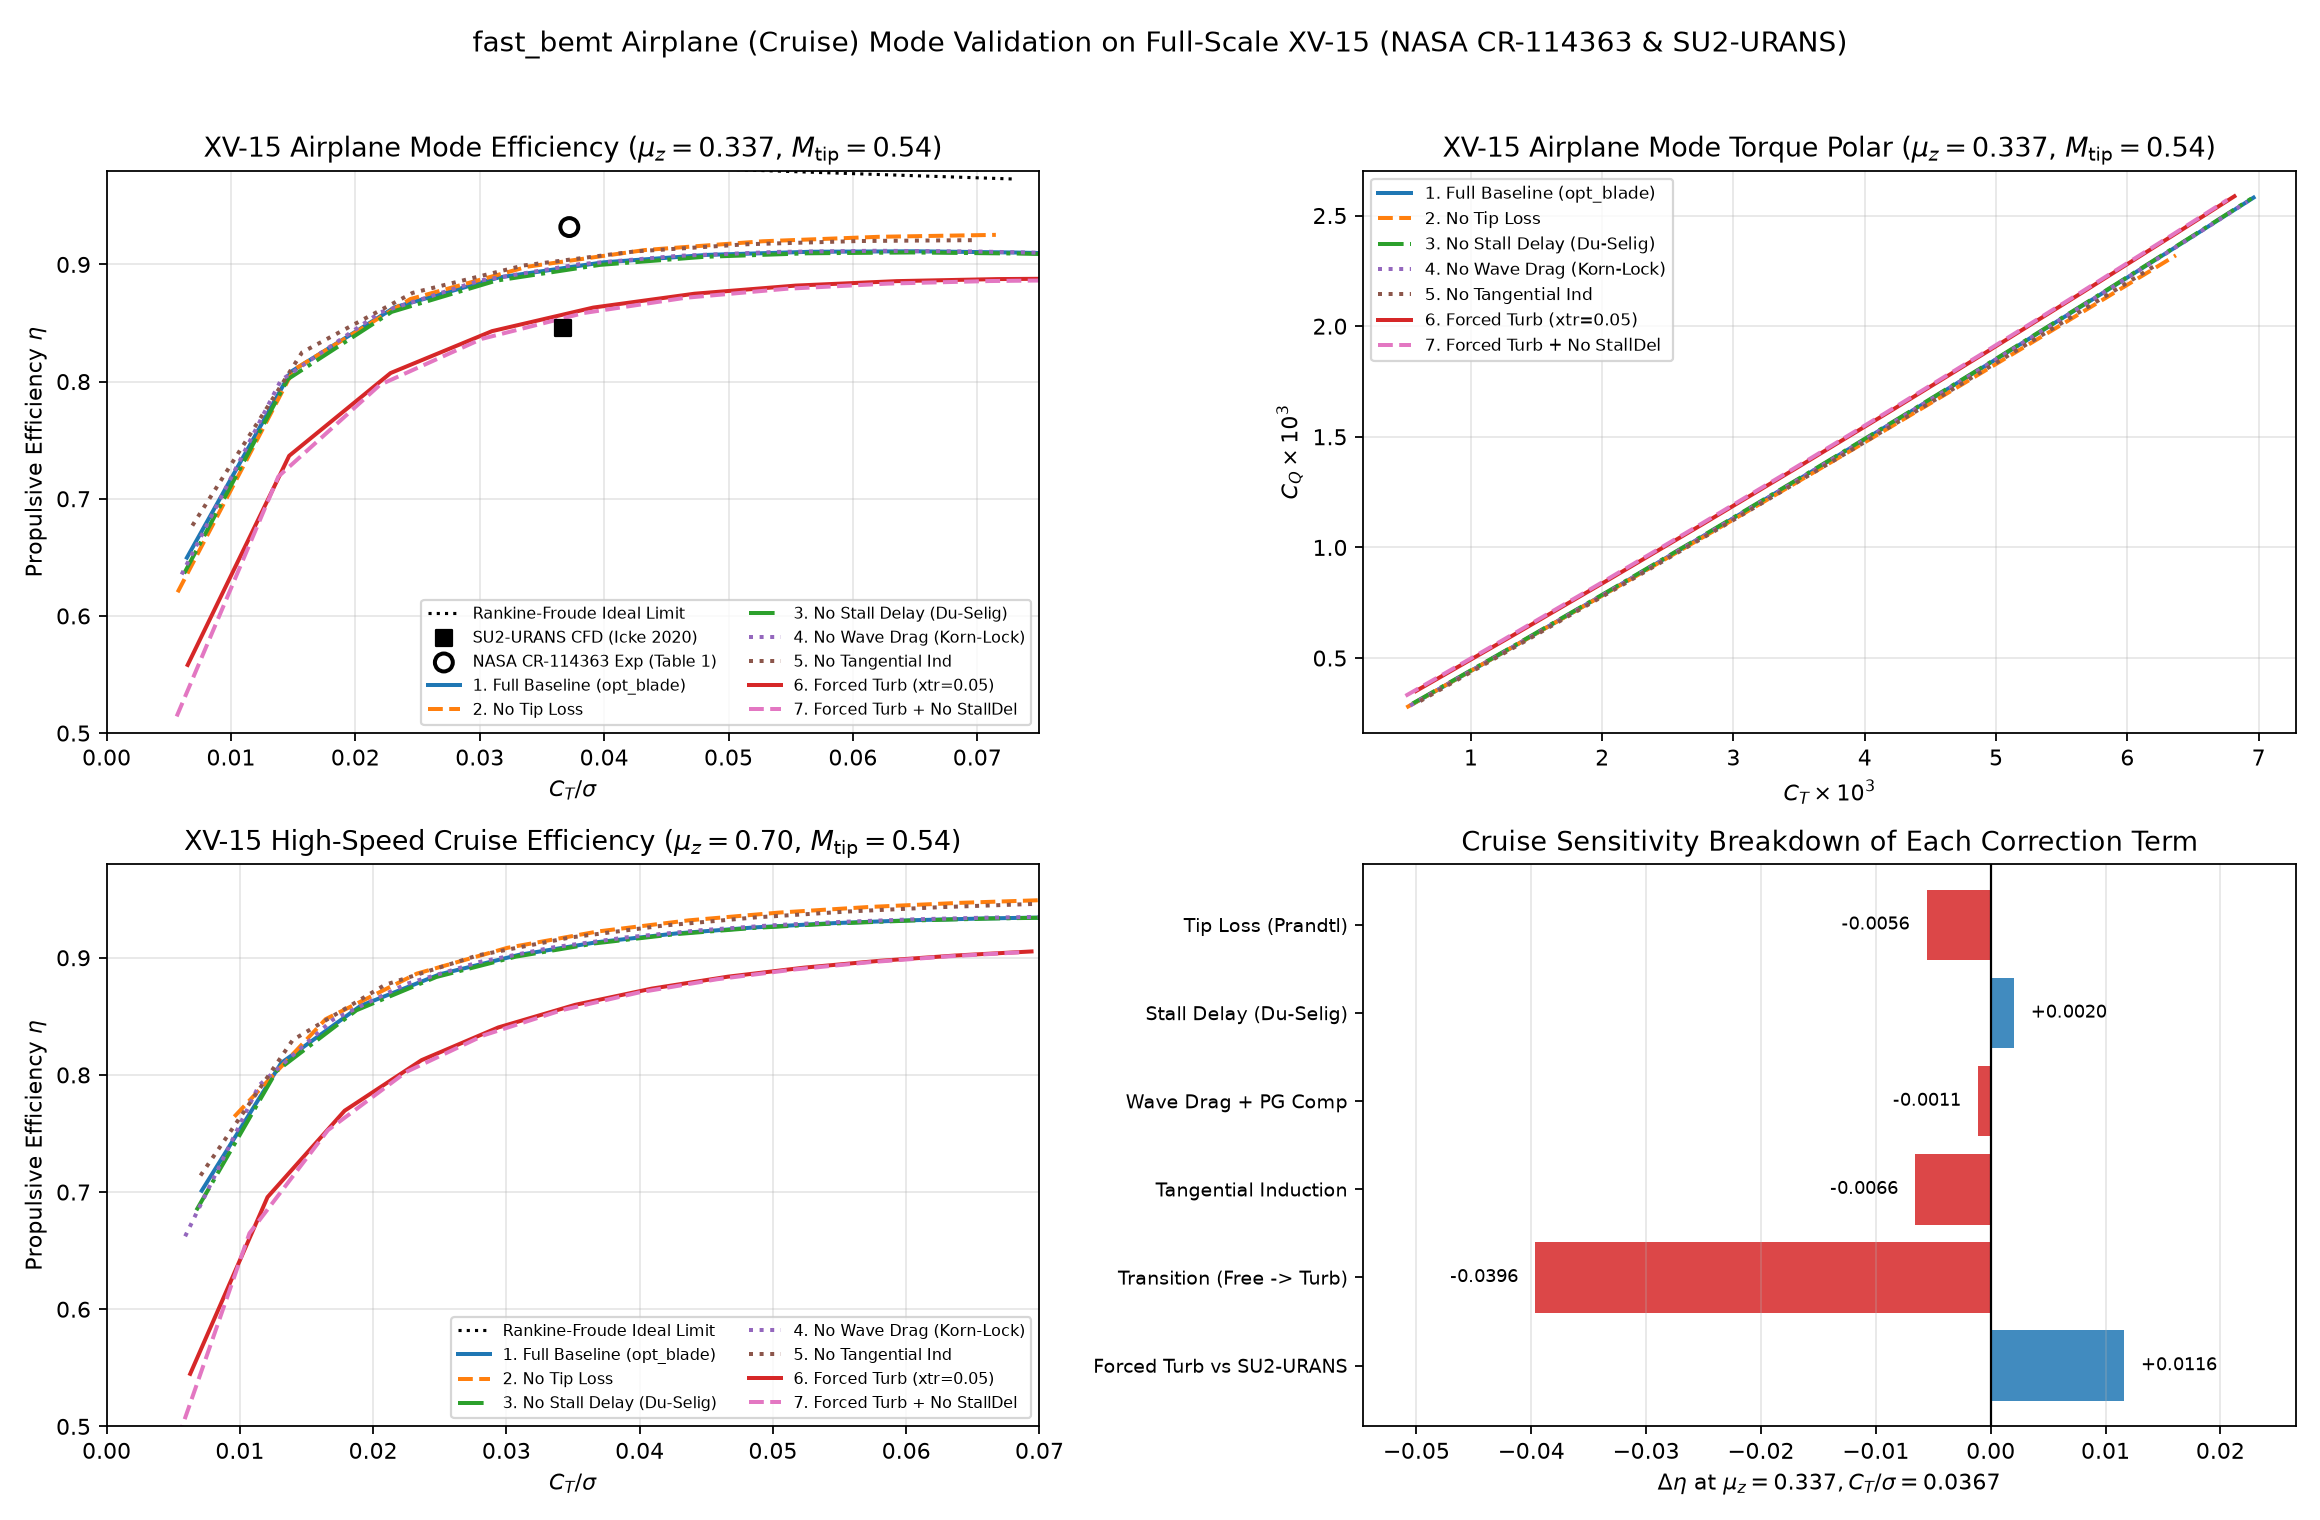 fast_bemt Airplane (Cruise) Mode Validation on Full-Scale XV-15 (NASA CR-114363 & SU2-URANS)
XV-15 Airplane Mode Efficiency (μz = 0.337, Mtip = 0.54)
Propulsive Efficiency η
0.9
0.8
0.7
0.6
0.5
0.00
0.01
0.02
0.03
0.04
0.05
0.06
0.07
CT/σ
Rankine-Froude Ideal Limit
SU2-URANS CFD (Icke 2020)
NASA CR-114363 Exp (Table 1)
1. Full Baseline (opt_blade)
2. No Tip Loss
3. No Stall Delay (Du-Selig)
4. No Wave Drag (Korn-Lock)
5. No Tangential Ind
6. Forced Turb (xtr=0.05)
7. Forced Turb + No StallDel
XV-15 Airplane Mode Torque Polar (μz = 0.337, Mtip = 0.54)
CQ × 10³
2.5
2.0
1.5
1.0
0.5
1
2
3
4
5
6
7
CT × 10³
1. Full Baseline (opt_blade)
2. No Tip Loss
3. No Stall Delay (Du-Selig)
4. No Wave Drag (Korn-Lock)
5. No Tangential Ind
6. Forced Turb (xtr=0.05)
7. Forced Turb + No StallDel
XV-15 High-Speed Cruise Efficiency (μz = 0.70, Mtip = 0.54)
Propulsive Efficiency η
0.9
0.8
0.7
0.6
0.5
0.00
0.01
0.02
0.03
0.04
0.05
0.06
0.07
CT/σ
Rankine-Froude Ideal Limit
1. Full Baseline (opt_blade)
2. No Tip Loss
3. No Stall Delay (Du-Selig)
4. No Wave Drag (Korn-Lock)
5. No Tangential Ind
6. Forced Turb (xtr=0.05)
7. Forced Turb + No StallDel
Cruise Sensitivity Breakdown of Each Correction Term
Tip Loss (Prandtl)
-0.0056
Stall Delay (Du-Selig)
+0.0020
Wave Drag + PG Comp
-0.0011
Tangential Induction
-0.0066
Transition (Free -> Turb)
-0.0396
Forced Turb vs SU2-URANS
+0.0116
−0.05
−0.04
−0.03
−0.02
−0.01
0.00
0.01
0.02
Δη at μz = 0.337, CT/σ = 0.0367